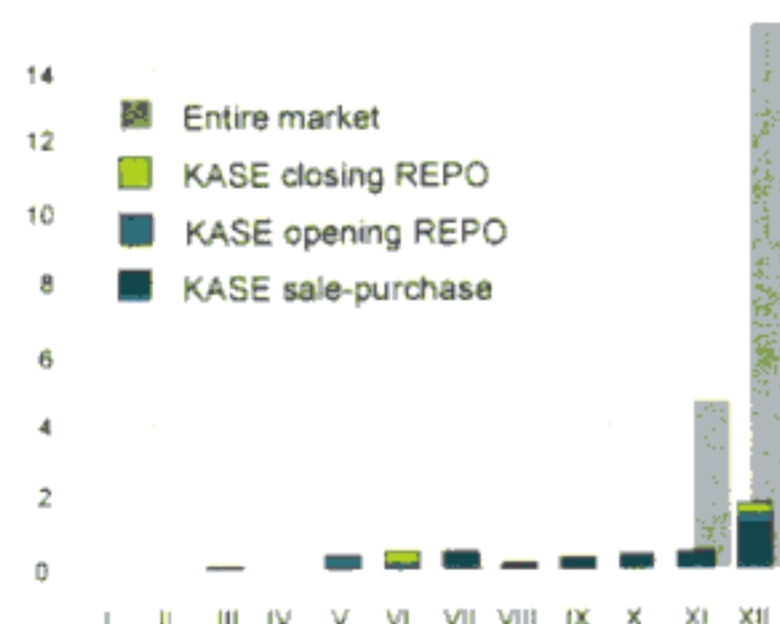 14
Entire market
12
KASE closing REPO
10
KASE opening REPO
8
KASE sale-purchase
6
4
2
0
I II III IV V VI VII VIII IX X XI XII